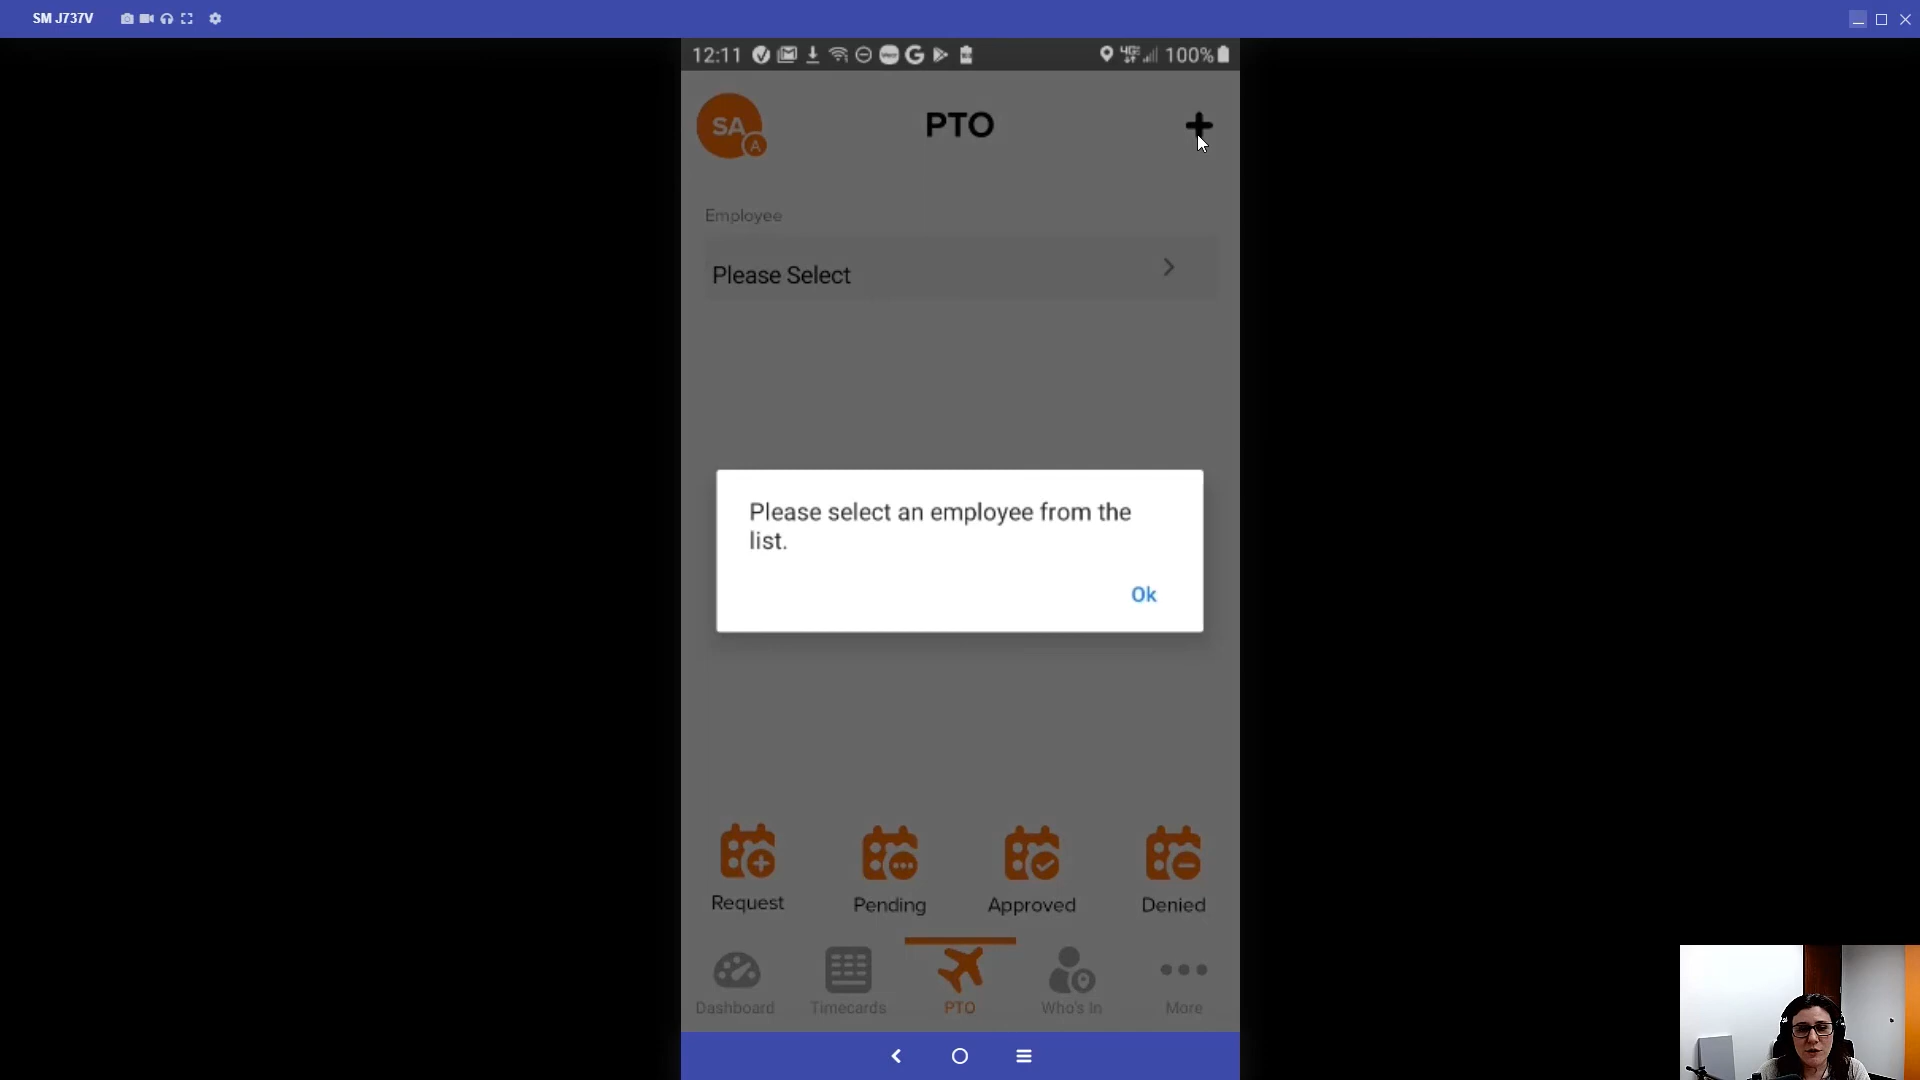 SM J737V
12:11
100%
SA
A
PTO
Employee
Please Select
Please select an employee from the
list.
Ok
Request
Pending
Approved
Denied
Dashboard
Timecards
PTO
Who's In
More